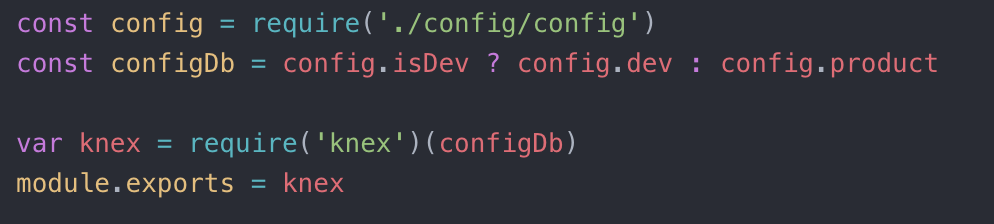 const config = require('./config/config')
const configDb = config.isDev ? config.dev : config.product
var knex = require('knex')(configDb)
module.exports = knex